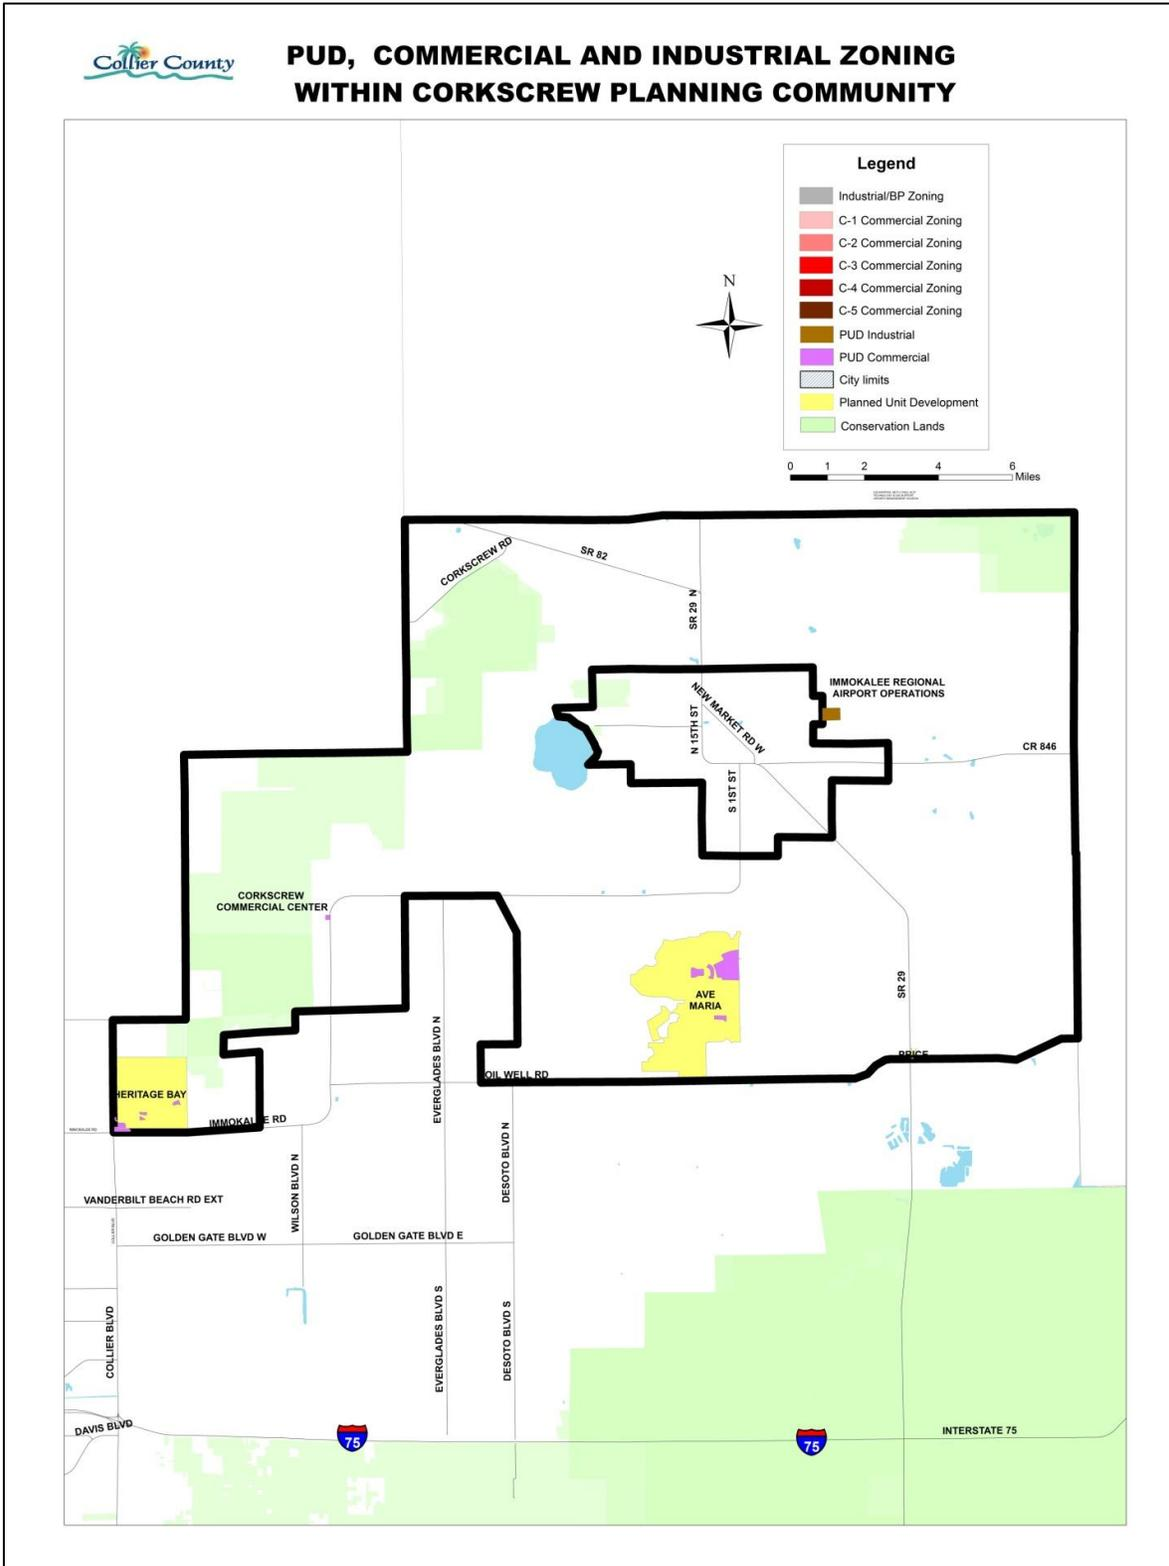 Collier County
PUD, COMMERCIAL AND INDUSTRIAL ZONING
WITHIN CORKSCREW PLANNING COMMUNITY
Legend
Industrial/BP Zoning
C-1 Commercial Zoning
C-2 Commercial Zoning
C-3 Commercial Zoning
C-4 Commercial Zoning
C-5 Commercial Zoning
PUD Industrial
PUD Commercial
City limits
Planned Unit Development
Conservation Lands
N
0 1 2 4 6
Miles
CORKSCREW RD
SR 82
SR 29 N
IMMOKALEE REGIONAL
AIRPORT OPERATIONS
NEW MARKET RD W
N 15TH ST
CR 846
S 1ST ST
CORKSCREW
COMMERCIAL CENTER
AVE
MARIA
SR 29
EVERGLADES BLVD N
PRICE
OIL WELL RD
HERITAGE BAY
IMMOKALEE RD
IMMOKALEE RD
WILSON BLVD N
DESOTO BLVD N
VANDERBILT BEACH RD EXT
COLLIER BLVD
GOLDEN GATE BLVD W
GOLDEN GATE BLVD E
COLLIER BLVD
EVERGLADES BLVD S
DESOTO BLVD S
DAVIS BLVD
75
75
INTERSTATE 75